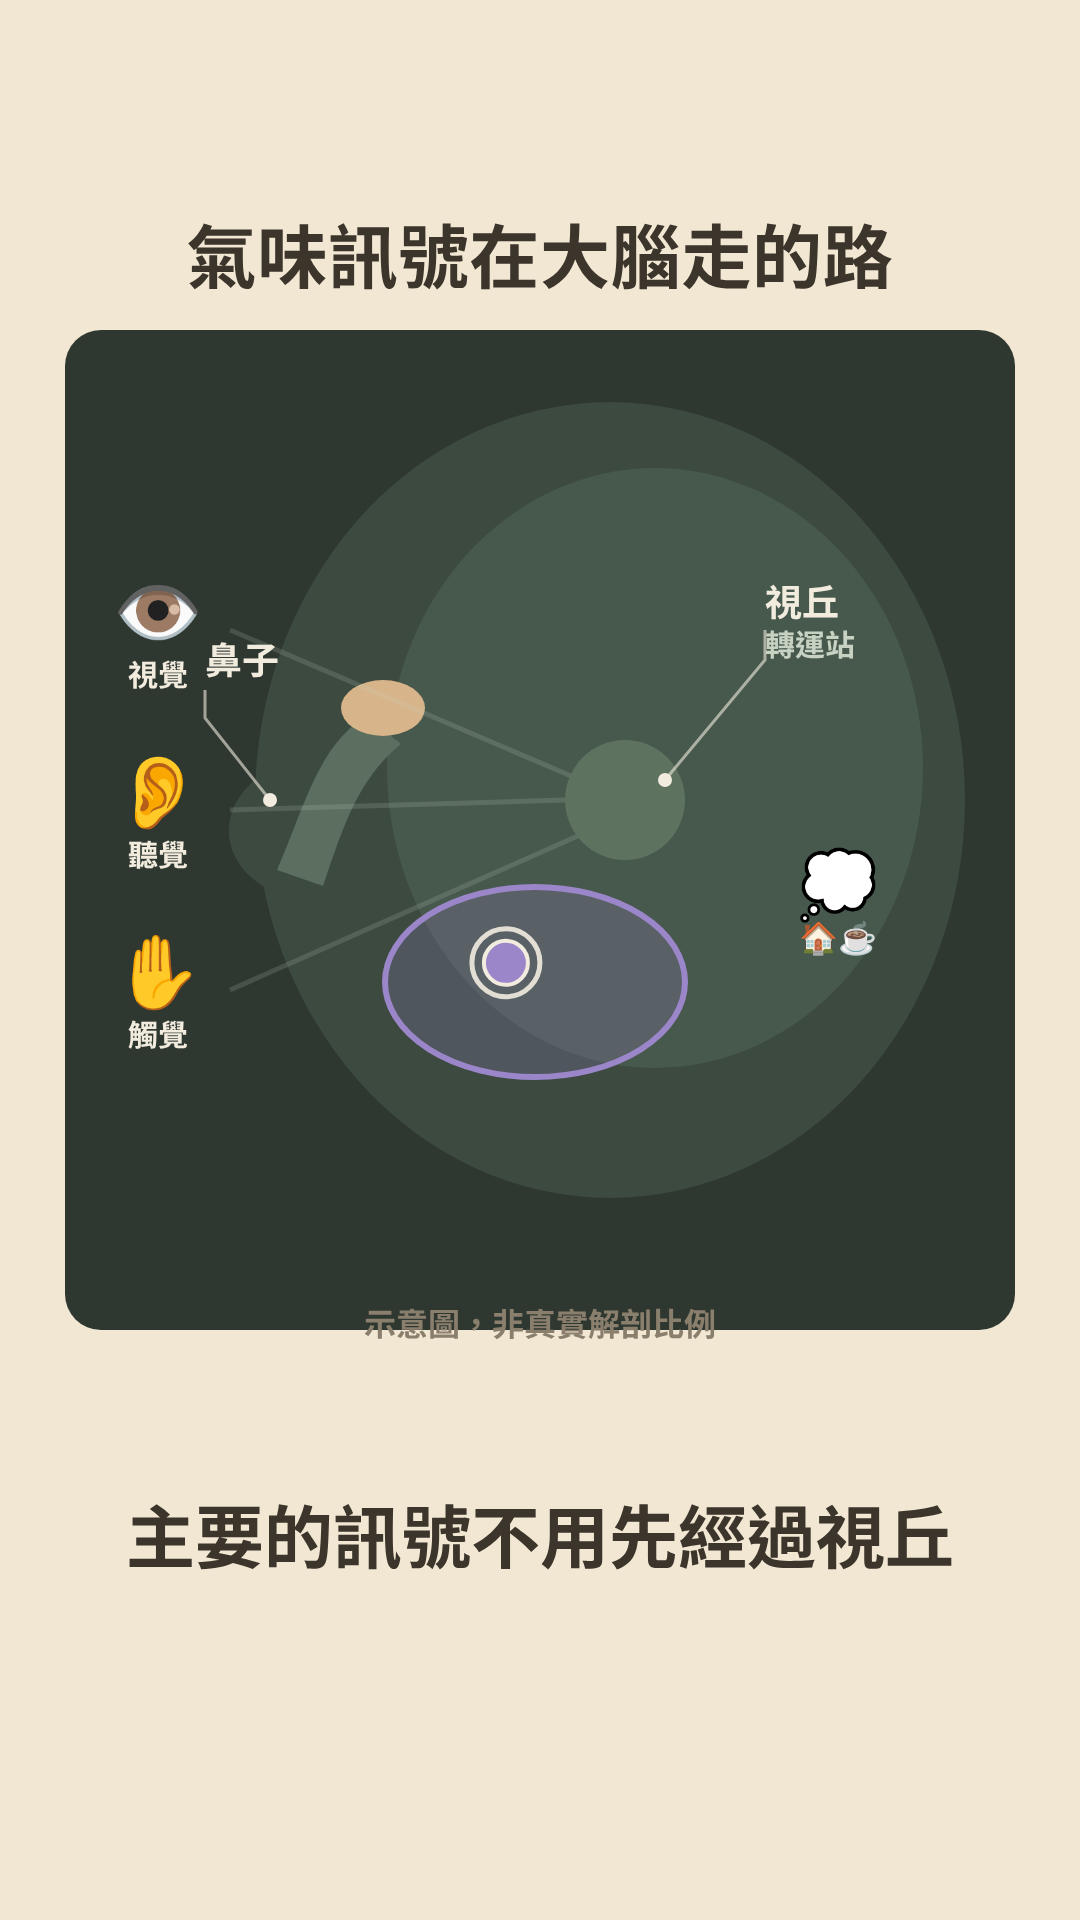 氣味訊號在大腦走的路
視丘
轉運站
鼻子
視覺
聽覺
觸覺
示意圖，非真實解剖比例
主要的訊號不用先經過視丘